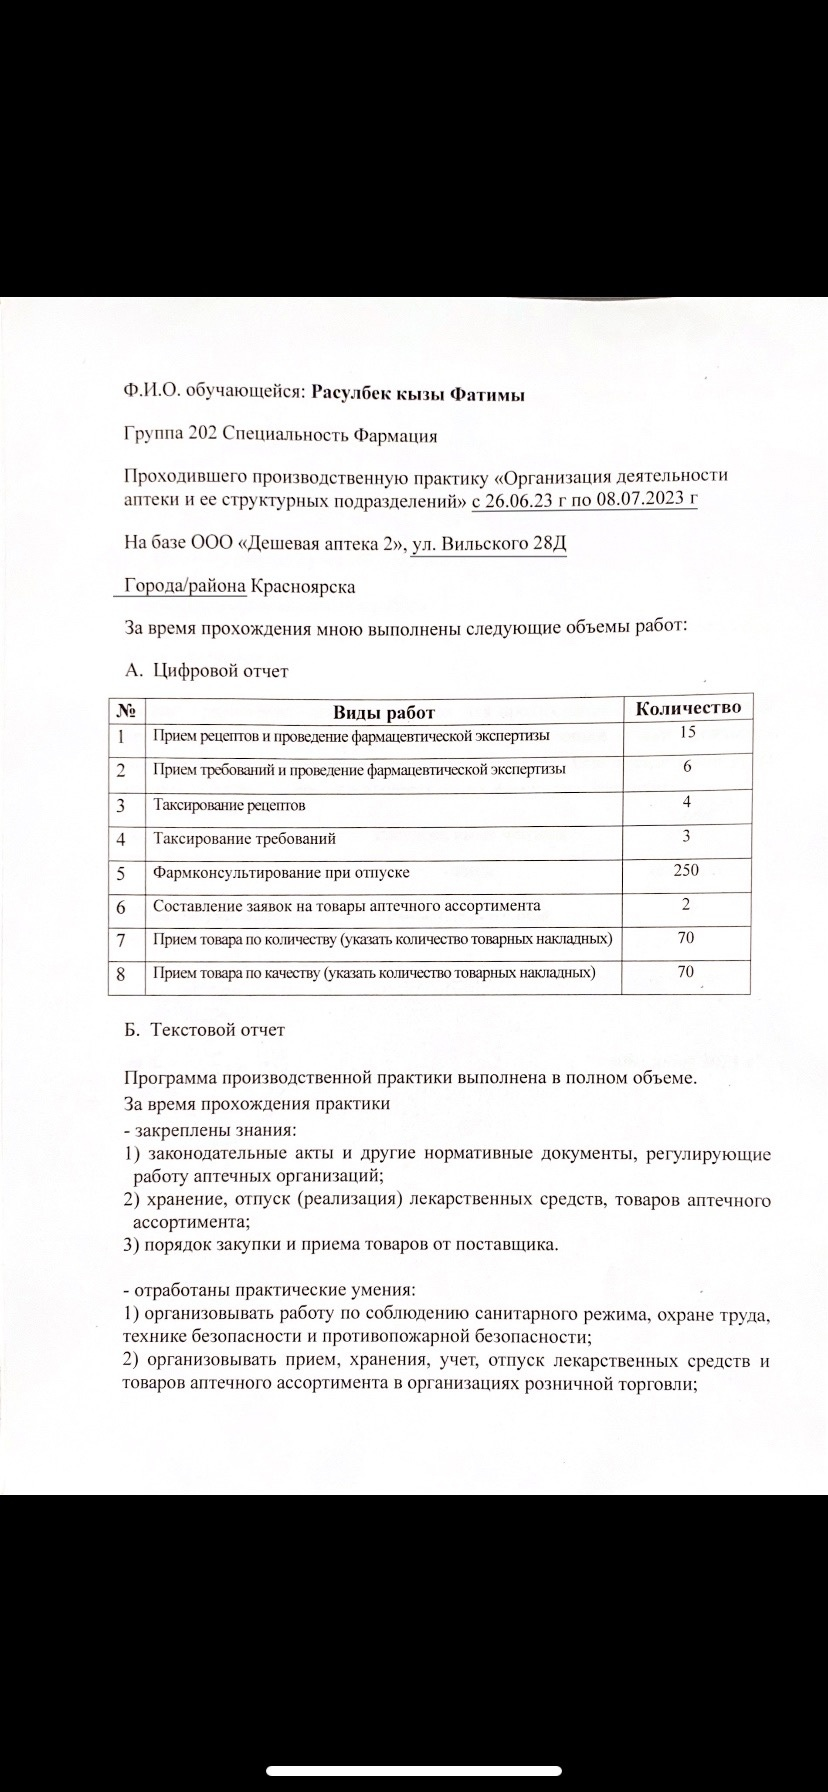 Ф.И.О. обучающейся: Расулбек кызы Фатимы
Группа 202 Специальность Фармация
Проходившего производственную практику «Организация деятельности
аптеки и ее структурных подразделений» с 26.06.23 г по 08.07.2023 г
На базе ООО «Дешевая аптека 2», ул. Вильского 28Д
Города/района Красноярска
За время прохождения мною выполнены следующие объемы работ:
А. Цифровой отчет
№ Виды работ Количество
1 Прием рецептов и проведение фармацевтической экспертизы 15
2 Прием требований и проведение фармацевтической экспертизы 6
3 Таксирование рецептов 4
4 Таксирование требований 3
5 Фармконсультирование при отпуске 250
6 Составление заявок на товары аптечного ассортимента 2
7 Прием товара по количеству (указать количество товарных накладных) 70
8 Прием товара по качеству (указать количество товарных накладных) 70
Б. Текстовой отчет
Программа производственной практики выполнена в полном объеме.
За время прохождения практики
- закреплены знания:
1) законодательные акты и другие нормативные документы, регулирующие
работу аптечных организаций;
2) хранение, отпуск (реализация) лекарственных средств, товаров аптечного
ассортимента;
3) порядок закупки и приема товаров от поставщика.
- отработаны практические умения:
1) организовывать работу по соблюдению санитарного режима, охране труда,
технике безопасности и противопожарной безопасности;
2) организовывать прием, хранения, учет, отпуск лекарственных средств и
товаров аптечного ассортимента в организациях розничной торговли;